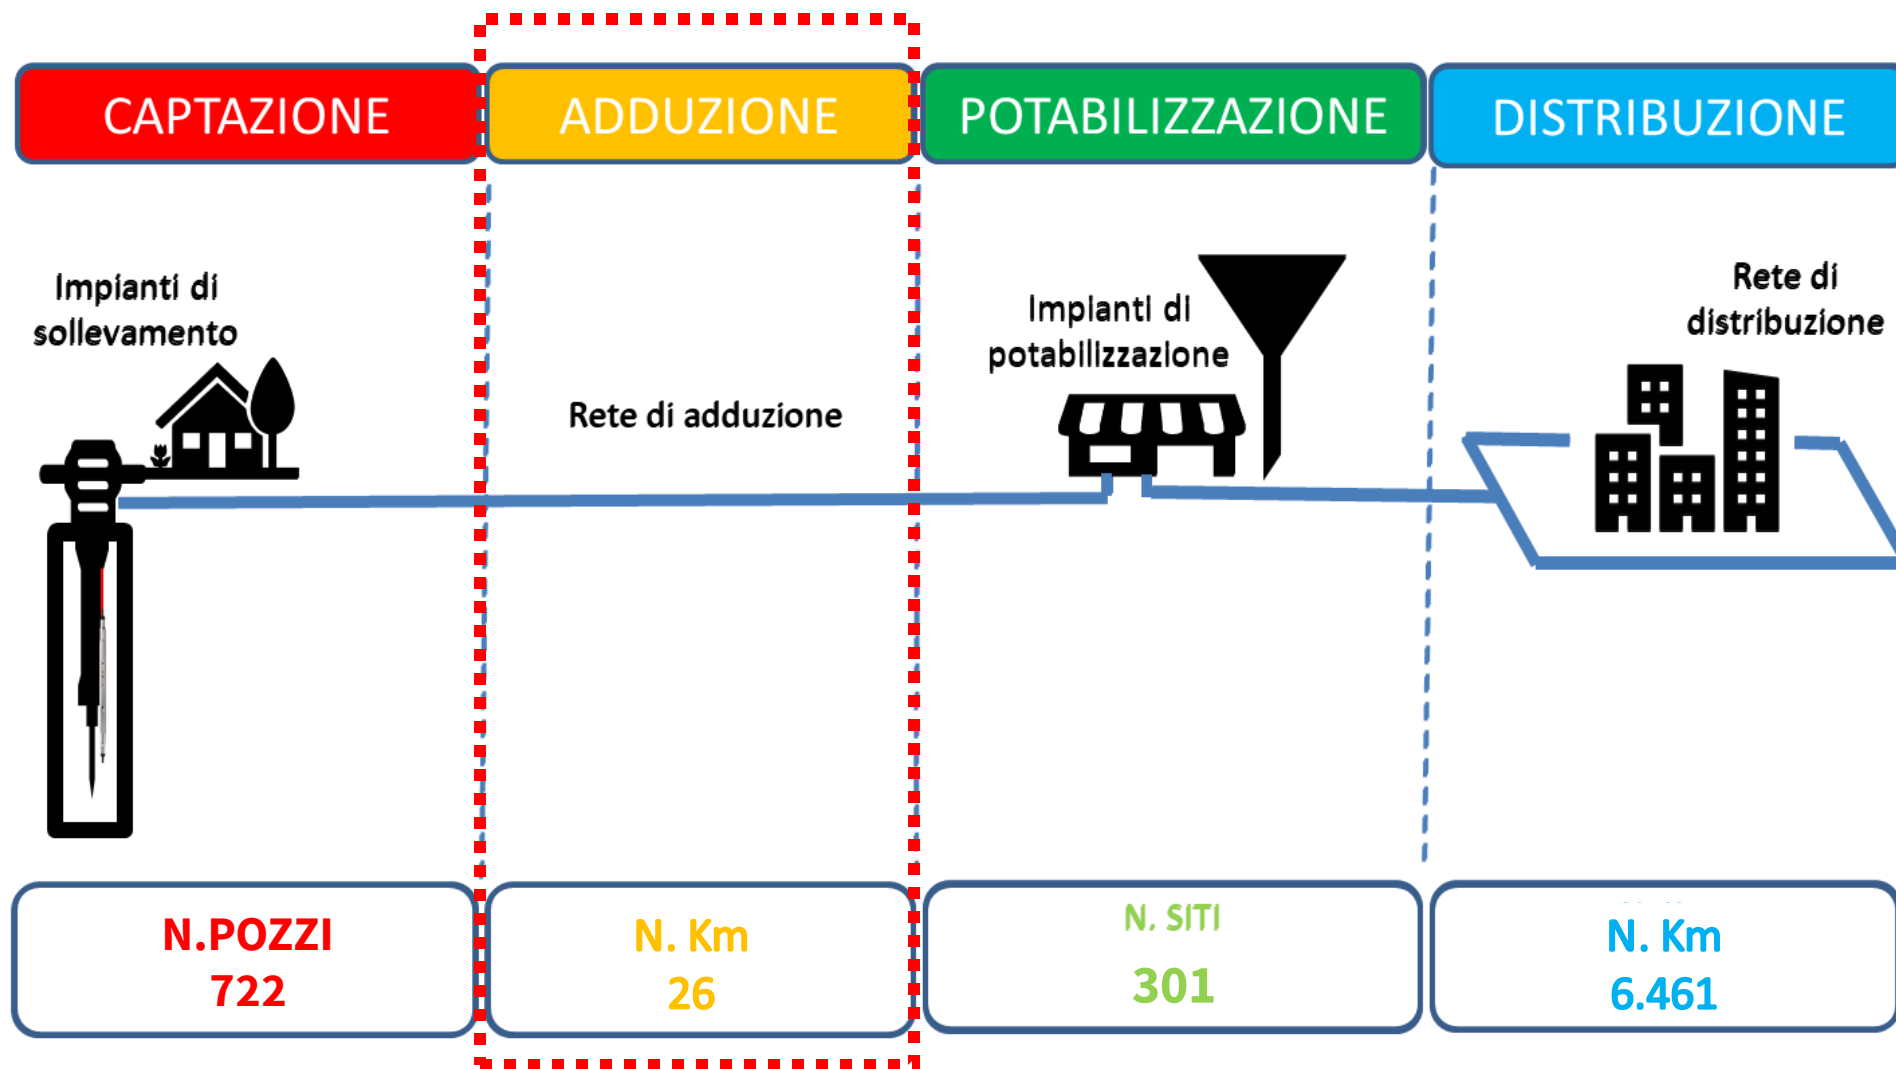 CAPTAZIONE
ADDUZIONE
POTABILIZZAZIONE
DISTRIBUZIONE
Impianti di
sollevamento
Rete di adduzione
Impianti di
potabilizzazione
Rete di
distribuzione
N.POZZI
722
N. Km
26
N. SITI
301
N. Km
6.461